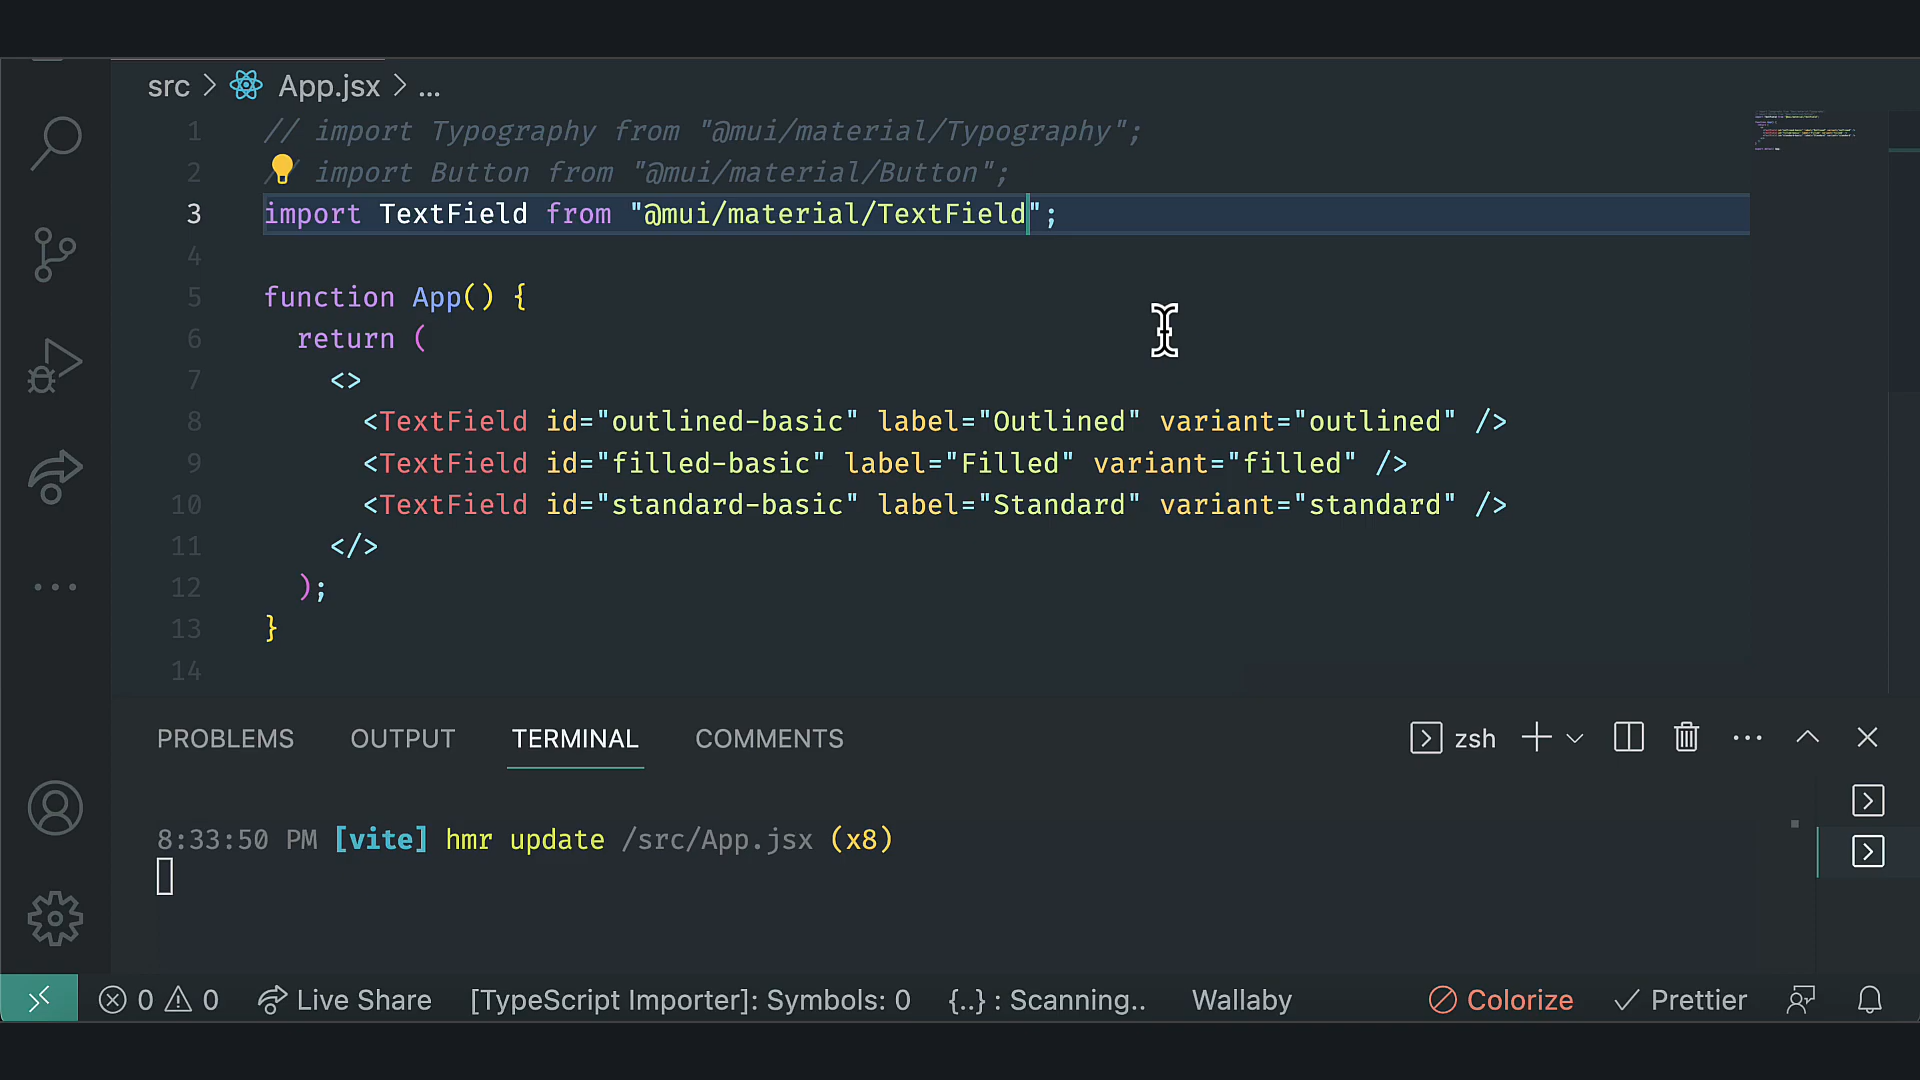 src > App.jsx > ...
1 // import Typography from "@mui/material/Typography";
2 / import Button from "@mui/material/Button";
3 import TextField from "@mui/material/TextField";
4
5 function App() {
6 return (
7 <>
8 <TextField id="outlined-basic" label="Outlined" variant="outlined" />
9 <TextField id="filled-basic" label="Filled" variant="filled" />
10 <TextField id="standard-basic" label="Standard" variant="standard" />
11 </>
12 );
13 }
14
PROBLEMS OUTPUT TERMINAL COMMENTS zsh
8:33:50 PM [vite] hmr update /src/App.jsx (x8)
0 0 Live Share [TypeScript Importer]: Symbols: 0 {..} : Scanning.. Wallaby Colorize Prettier